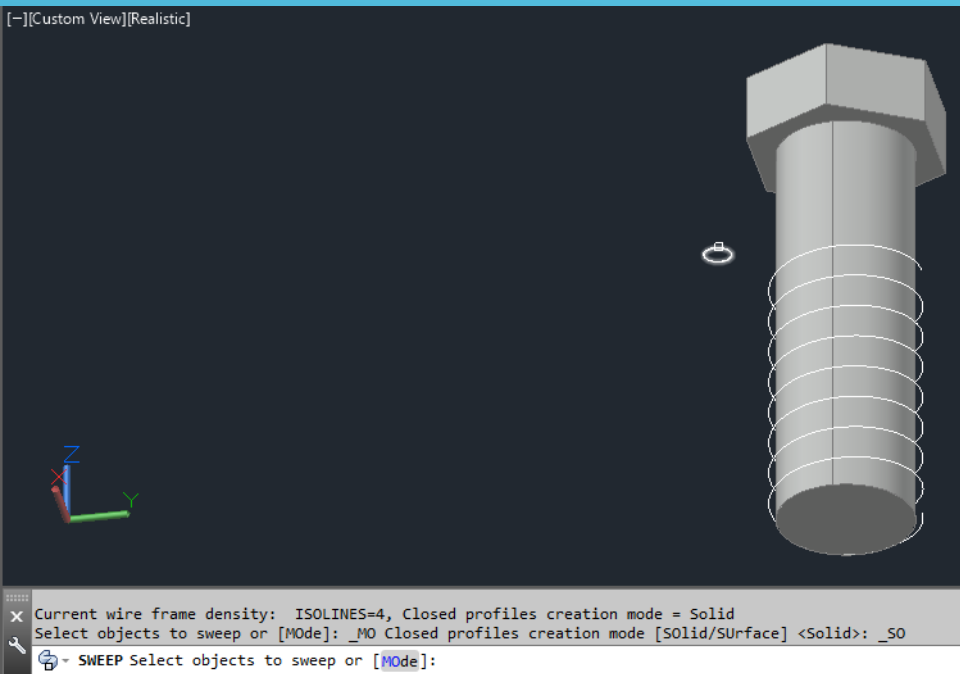 [−][Custom View][Realistic]
Z
X
Y
Current wire frame density:  ISOLINES=4, Closed profiles creation mode = Solid
Select objects to sweep or [MOde]: _MO Closed profiles creation mode [SOlid/SUrface] <Solid>: _SO
SWEEP Select objects to sweep or [MOde]: